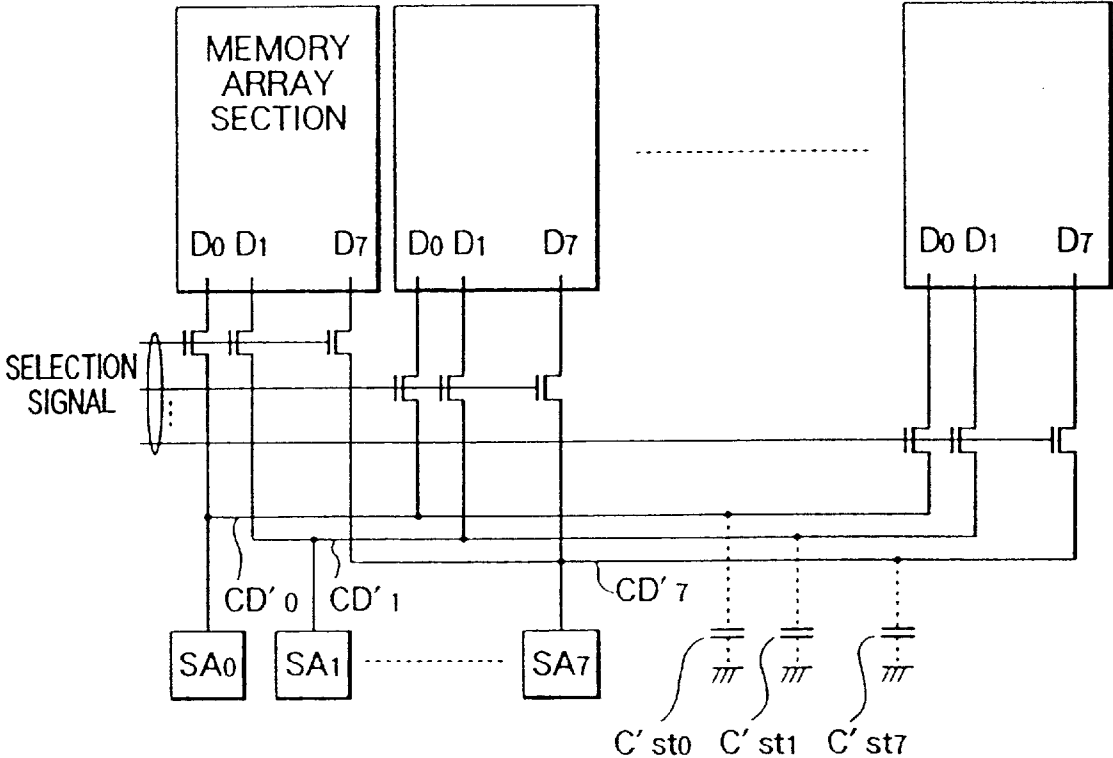 MEMORY
ARRAY
SECTION
D0 D1 D7
D0 D1 D7
D0 D1 D7
SELECTION
SIGNAL
CD'0 CD'1 CD'7
SA0 SA1 SA7
C'st0 C'st1 C'st7